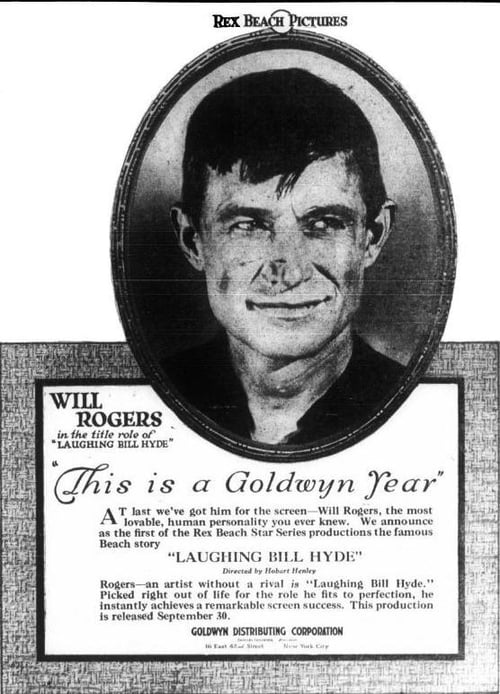 REX BEACH PICTURES
WILL
ROGERS
in the title role of
"LAUGHING BILL HYDE"
"This is a Goldwyn Year"
AT last we've got him for the screen—Will Rogers, the most
lovable, human personality you ever knew. We announce
as the first of the Rex Beach Star Series productions the famous
Beach story
"LAUGHING BILL HYDE"
Directed by Hobart Henley
Rogers—an artist without a rival is "Laughing Bill Hyde."
Picked right out of life for the role he fits to perfection, he
instantly achieves a remarkable screen success. This production
is released September 30.
GOLDWYN DISTRIBUTING CORPORATION
16 East 42nd Street New York City